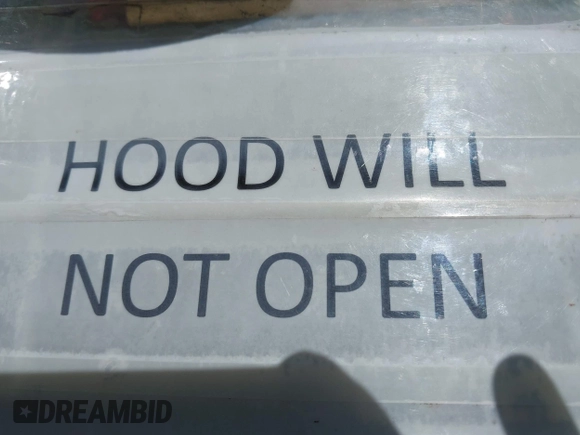 HOOD WILL
NOT OPEN
DREAMBID